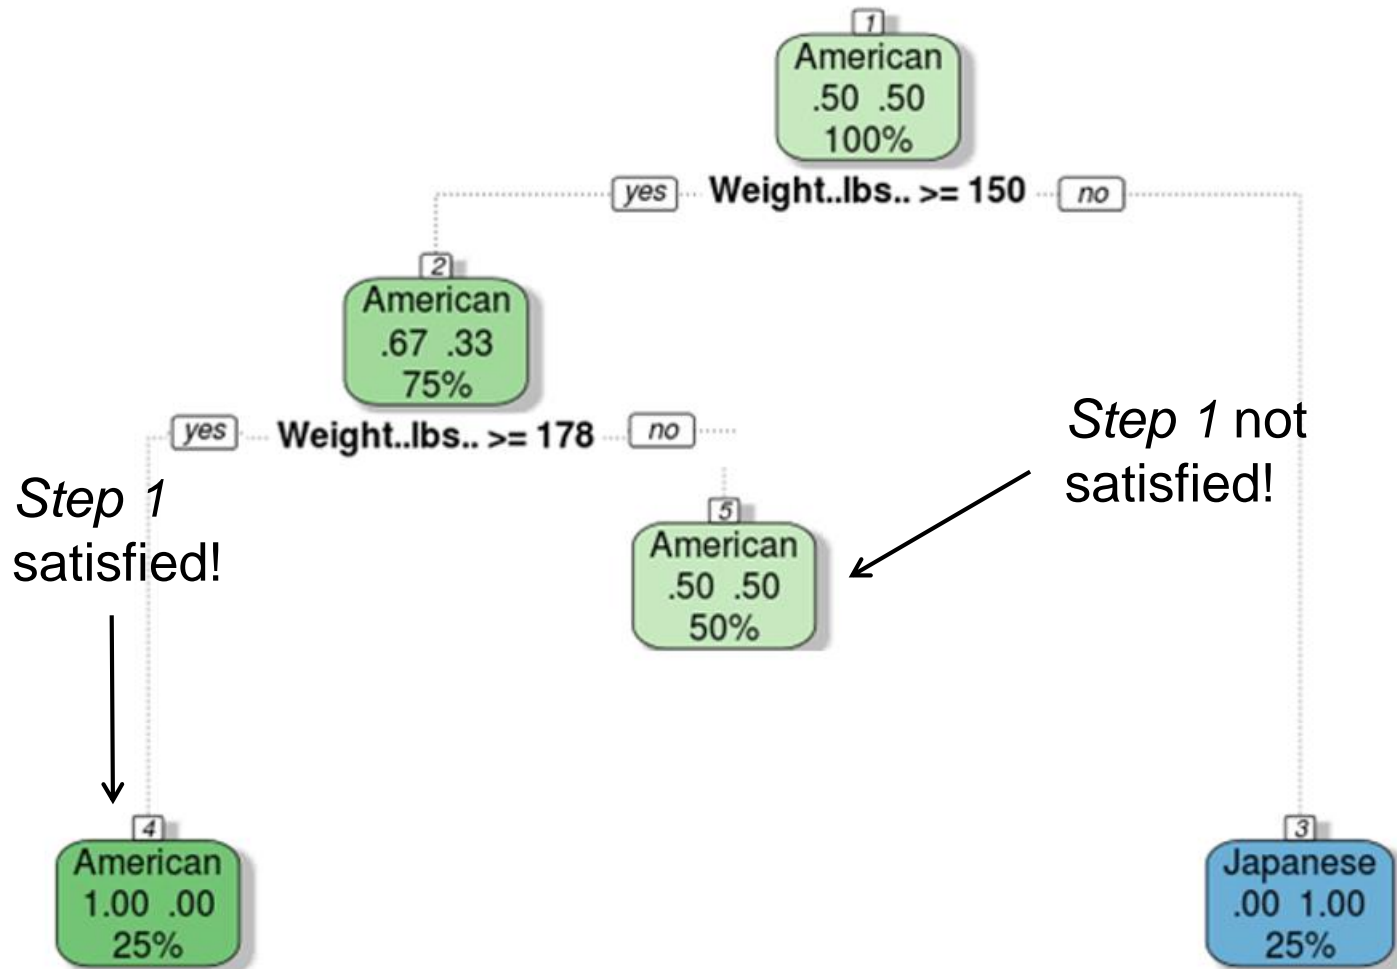 1
American
.50 .50
100%
yes Weight..lbs.. >= 150 no
2
American
.67 .33
75%
yes Weight..lbs.. >= 178 no
Step 1 not
satisfied!
Step 1
satisfied!
5
American
.50 .50
50%
4
American
1.00 .00
25%
3
Japanese
.00 1.00
25%